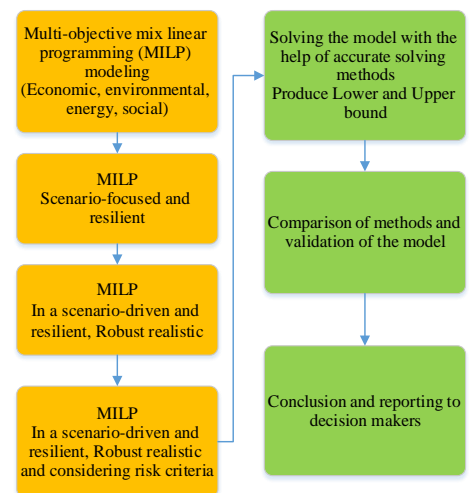 Multi-objective mix linear
programming (MILP)
modeling
(Economic, environmental,
energy, social)
MILP
Scenario-focused and
resilient
MILP
In a scenario-driven and
resilient, Robust realistic
MILP
In a scenario-driven and
resilient, Robust realistic
and considering risk criteria
Solving the model with the
help of accurate solving
methods
Produce Lower and Upper
bound
Comparison of methods and
validation of the model
Conclusion and reporting to
decision makers